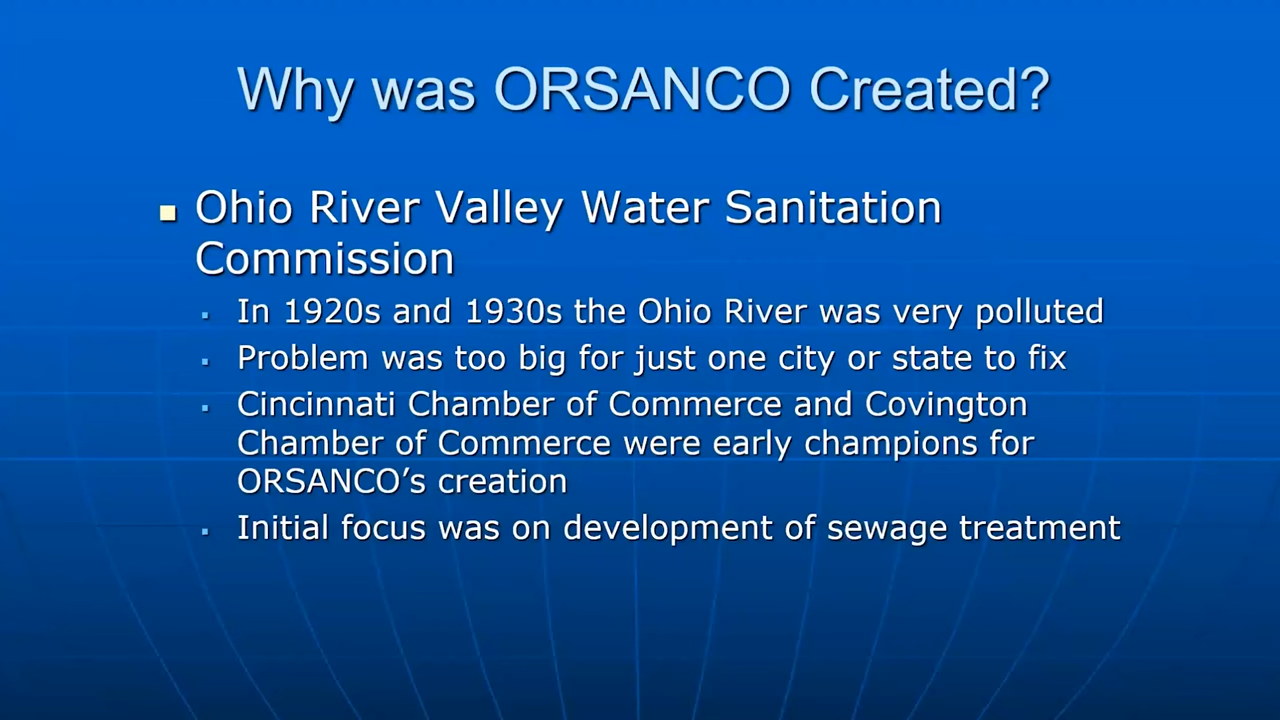 Why was ORSANCO Created?
Ohio River Valley Water Sanitation
Commission
In 1920s and 1930s the Ohio River was very polluted
Problem was too big for just one city or state to fix
Cincinnati Chamber of Commerce and Covington
Chamber of Commerce were early champions for
ORSANCO’s creation
Initial focus was on development of sewage treatment